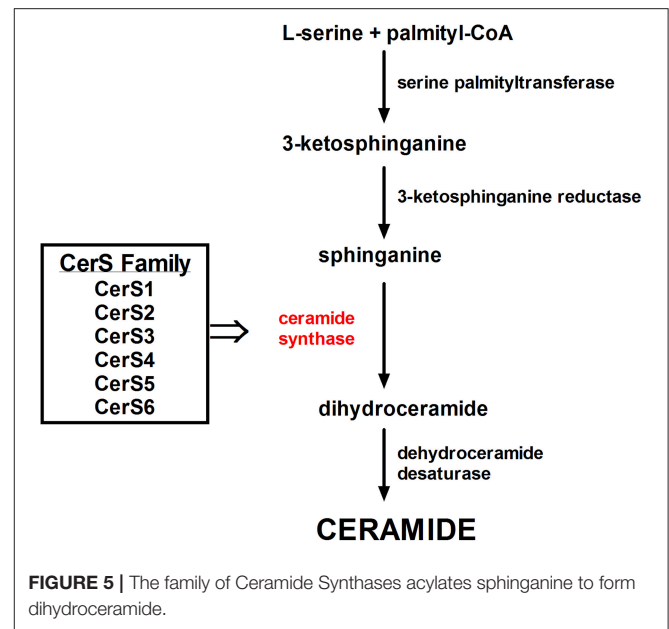 L-serine + palmityl-CoA
serine palmityltransferase
3-ketosphinganine
3-ketosphinganine reductase
sphinganine
CerS Family
CerS1
CerS2
CerS3
CerS4
CerS5
CerS6
ceramide
synthase
dihydroceramide
dehydroceramide
desaturase
CERAMIDE
FIGURE 5 | The family of Ceramide Synthases acylates sphinganine to form
dihydroceramide.